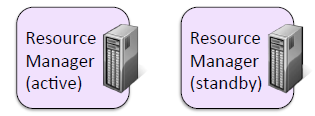 Resource
Manager
(active)
Resource
Manager
(standby)